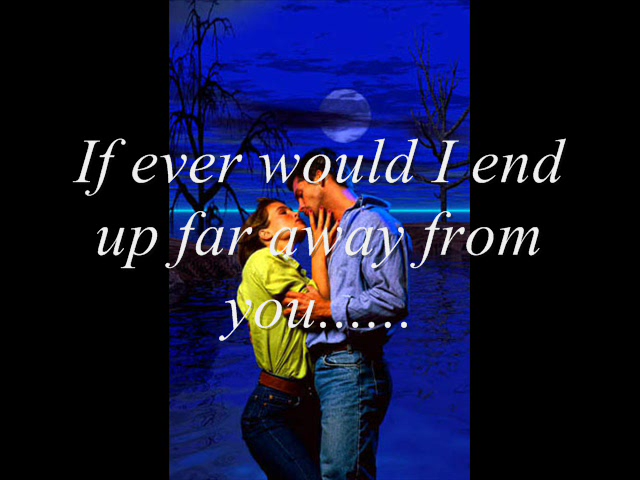 If ever would I end
up far away from
you......